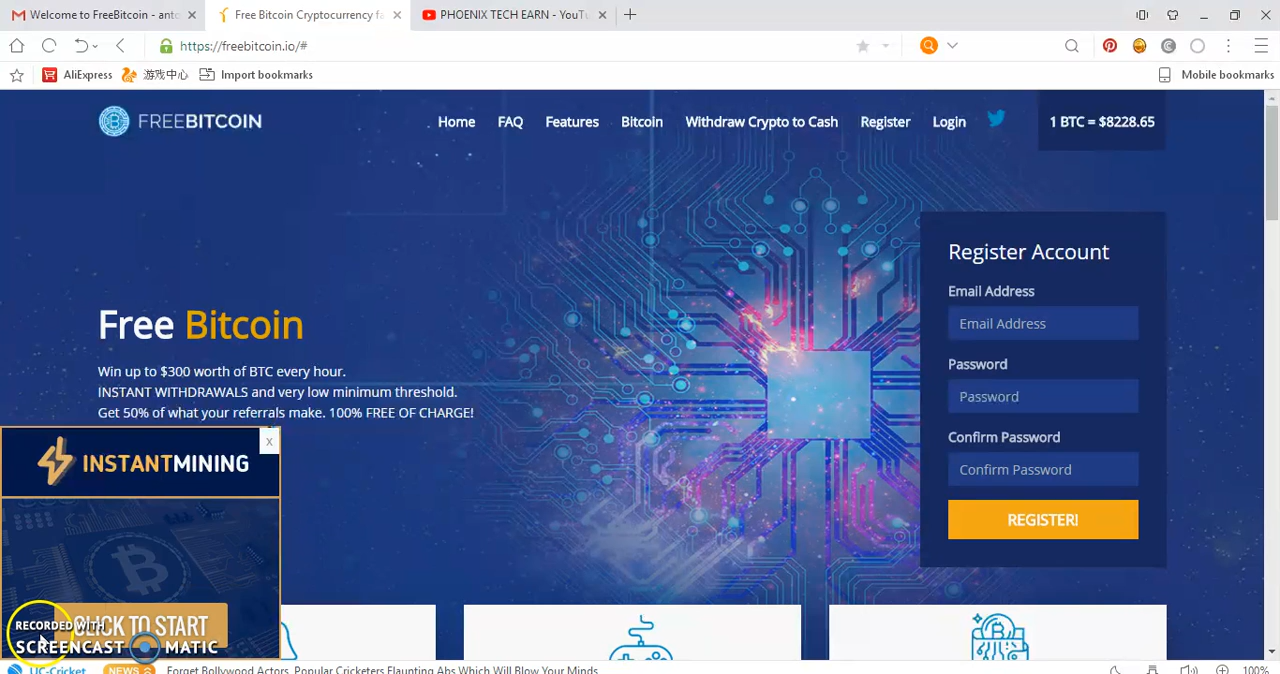 Welcome to FreeBitcoin - anto
Free Bitcoin Cryptocurrency fa
PHOENIX TECH EARN - YouTu
https://freebitcoin.io/#
AliExpress
游戏中心
Import bookmarks
Mobile bookmarks
FREEBITCOIN
Home
FAQ
Features
Bitcoin
Withdraw Crypto to Cash
Register
Login
1 BTC = $8228.65
Free Bitcoin
Win up to $300 worth of BTC every hour.
INSTANT WITHDRAWALS and very low minimum threshold.
Get 50% of what your referrals make. 100% FREE OF CHARGE!
Register Account
Email Address
Email Address
Password
Password
Confirm Password
Confirm Password
REGISTER!
x
INSTANTMINING
CLICK TO START
RECORDED WITH
SCREENCAST MATIC
UC-Cricket
NEWS
Forget Bollywood Actors, Popular Cricketers Flaunting Abs Which Will Blow Your Minds
100%